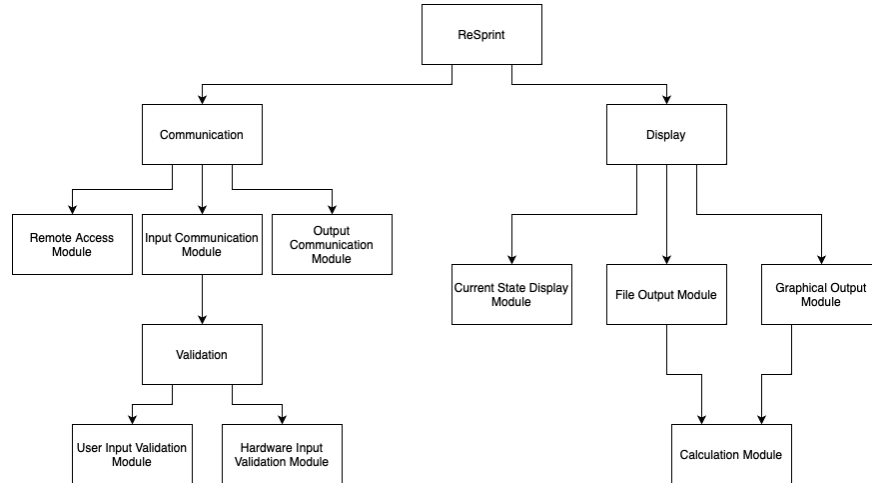 ReSprint
Communication
Display
Remote Access
Module
Input Communication
Module
Output
Communication
Module
Current State Display
Module
File Output Module
Graphical Output
Module
Validation
User Input Validation
Module
Hardware Input
Validation Module
Calculation Module